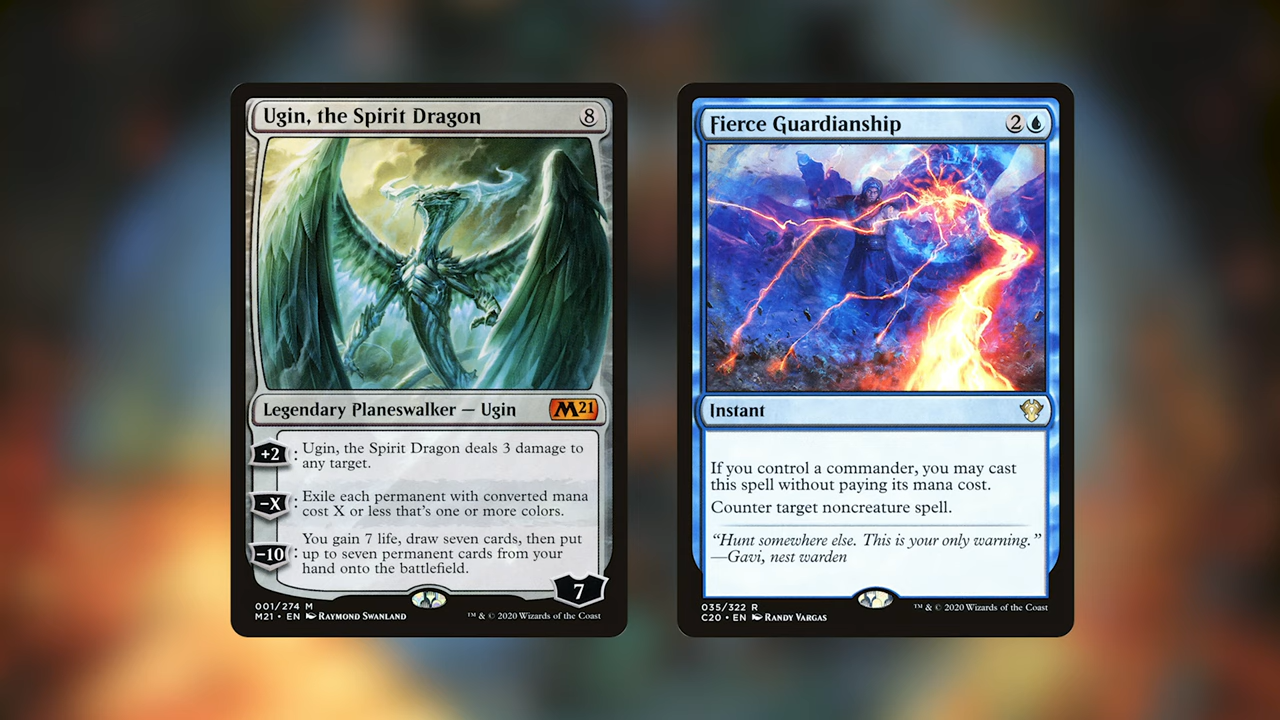 Ugin, the Spirit Dragon 8
Legendary Planeswalker — Ugin M21
+2: Ugin, the Spirit Dragon deals 3 damage to
any target.
−X: Exile each permanent with converted mana
cost X or less that's one or more colors.
−10: You gain 7 life, draw seven cards, then put
up to seven permanent cards from your
hand onto the battlefield.
7
001/274 M
M21 • EN Raymond Swanland ™ & © 2020 Wizards of the Coast
Fierce Guardianship 2
Instant
If you control a commander, you may cast
this spell without paying its mana cost.
Counter target noncreature spell.
“Hunt somewhere else. This is your only warning.”
—Gavi, nest warden
035/322 R
C20 • EN Randy Vargas ™ & © 2020 Wizards of the Coast